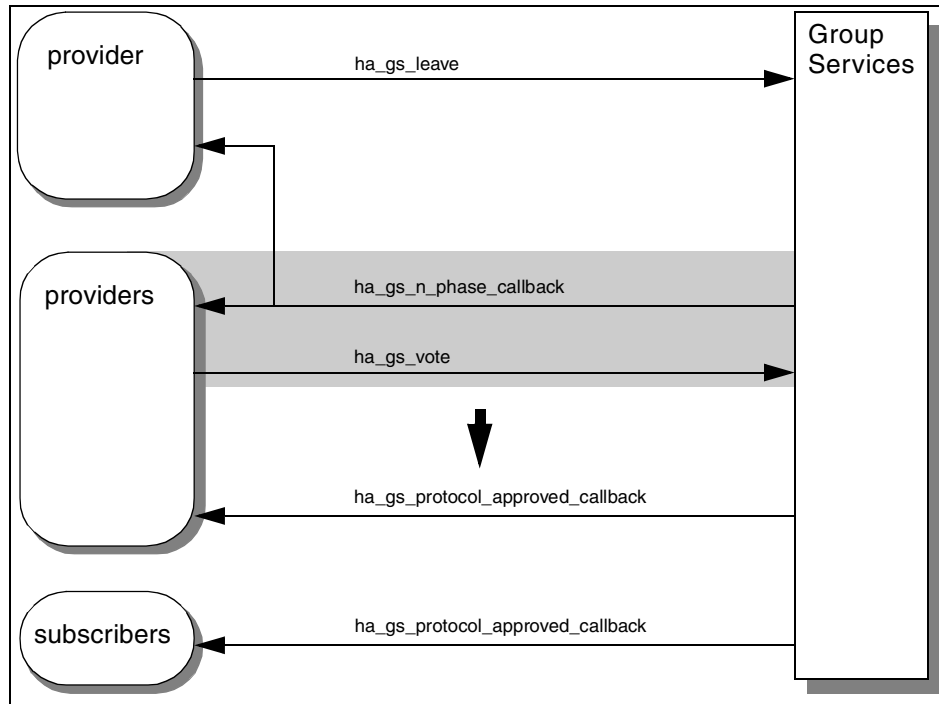 provider
Group
Services
ha_gs_leave
providers
ha_gs_n_phase_callback
ha_gs_vote
ha_gs_protocol_approved_callback
subscribers
ha_gs_protocol_approved_callback